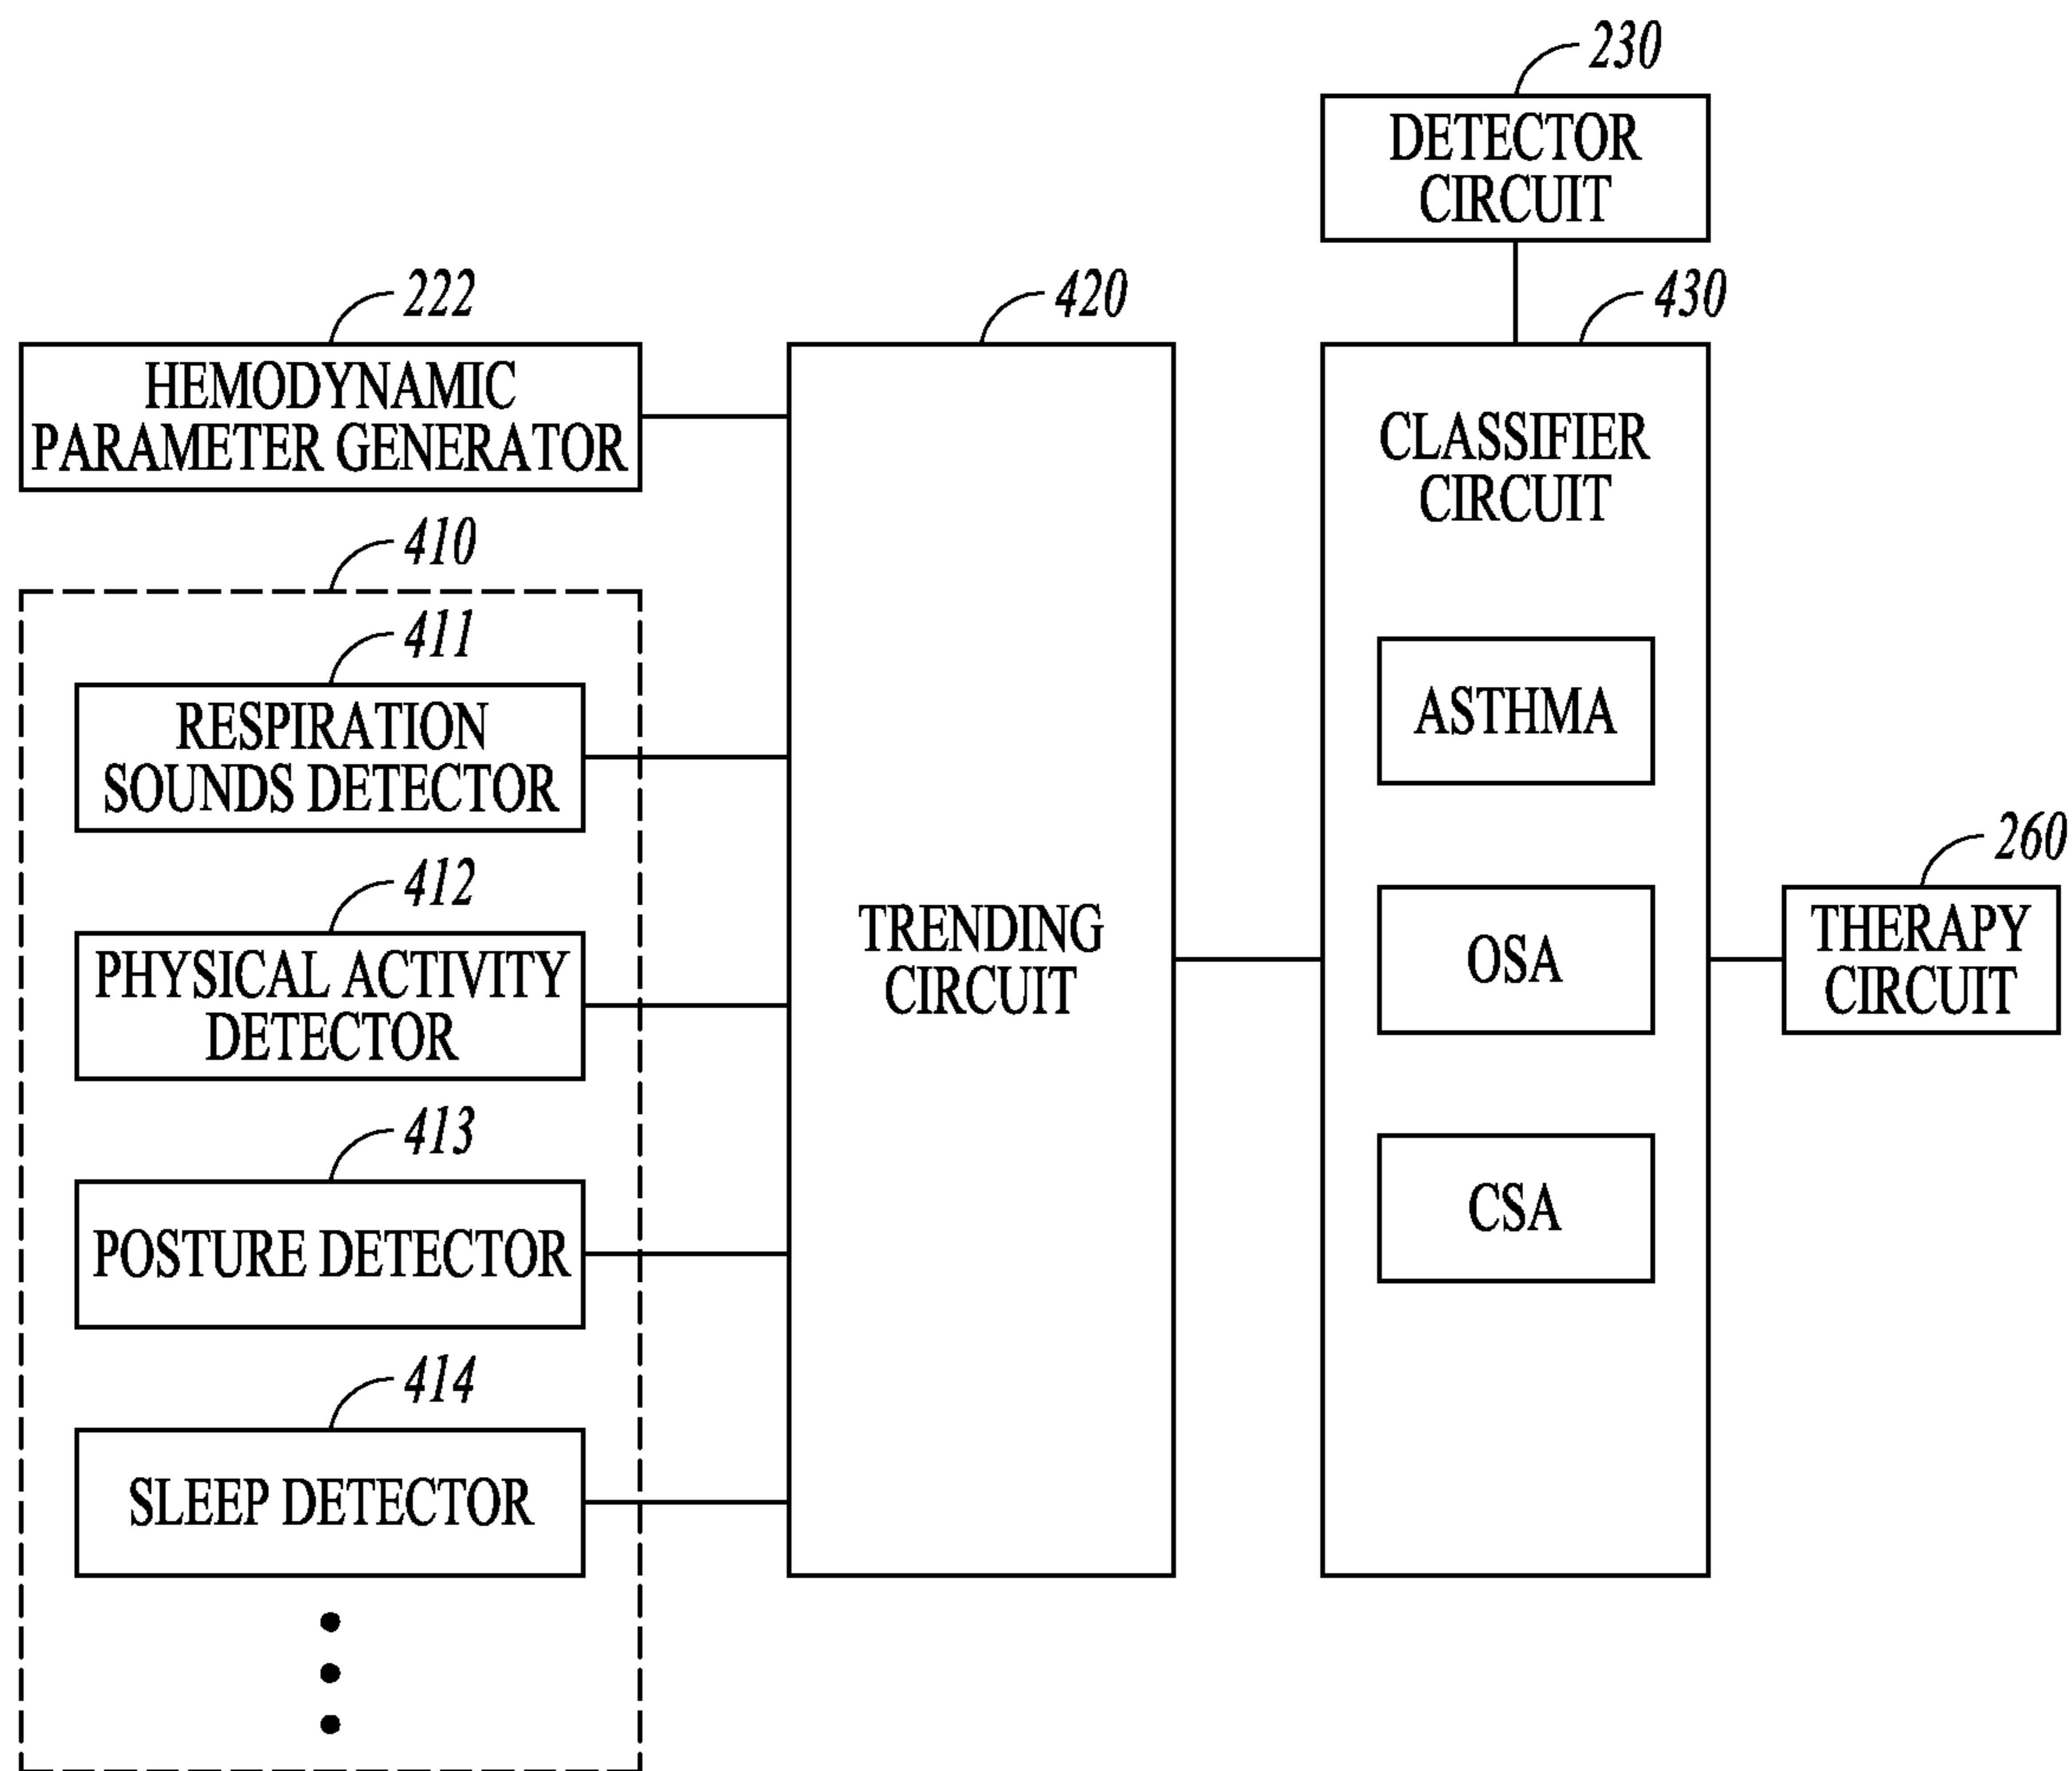 230
DETECTOR
CIRCUIT
222
HEMODYNAMIC
PARAMETER GENERATOR
410
411
RESPIRATION
SOUNDS DETECTOR
412
PHYSICAL ACTIVITY
DETECTOR
413
POSTURE DETECTOR
414
SLEEP DETECTOR
420
TRENDING
CIRCUIT
430
CLASSIFIER
CIRCUIT
ASTHMA
OSA
CSA
260
THERAPY
CIRCUIT